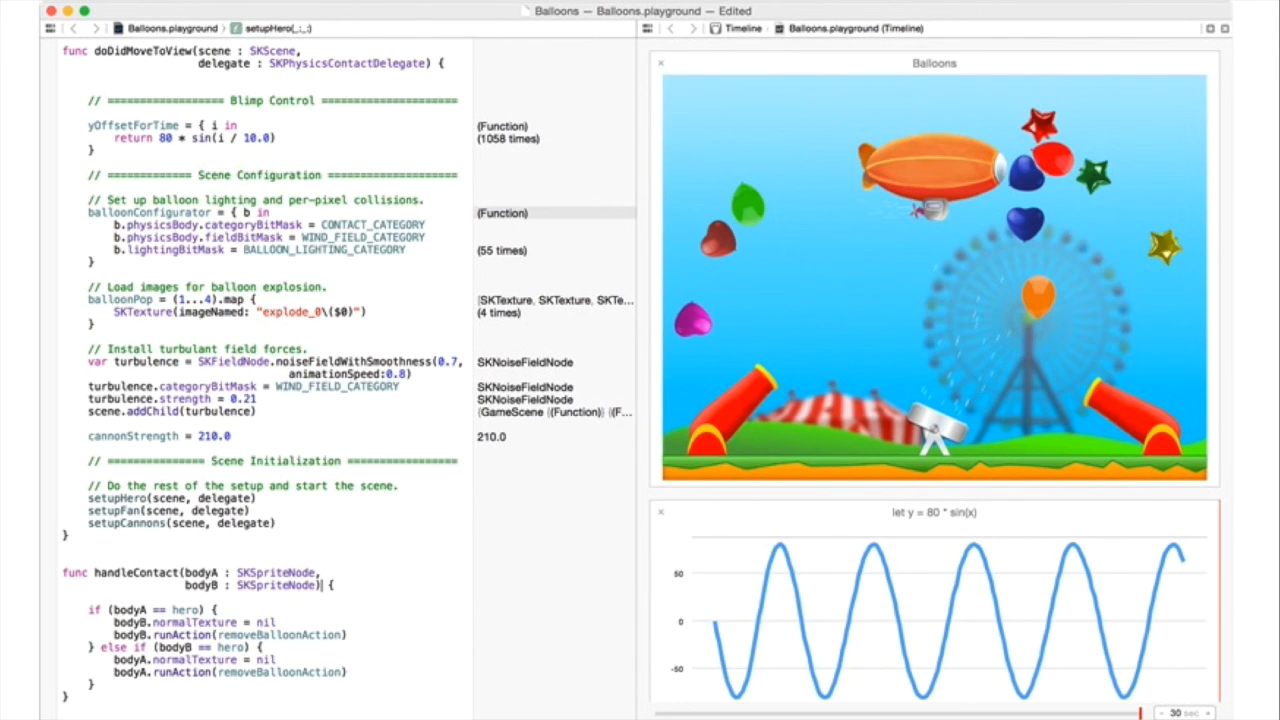 Balloons — Balloons.playground — Edited
Balloons.playground setupHero(_:_:)
Timeline Balloons.playground (Timeline)
func doDidMoveToView(scene : SKScene,
delegate : SKPhysicsContactDelegate) {
// ================== Blimp Control =====================
yOffsetForTime = { i in
(Function)
return 80 * sin(i / 10.0)
(1058 times)
}
// ============= Scene Configuration ====================
// Set up balloon lighting and per-pixel collisions.
balloonConfigurator = { b in
(Function)
b.physicsBody.categoryBitMask = CONTACT_CATEGORY
b.physicsBody.fieldBitMask = WIND_FIELD_CATEGORY
b.lightingBitMask = BALLOON_LIGHTING_CATEGORY
(55 times)
}
// Load images for balloon explosion.
balloonPop = (1...4).map {
[SKTexture, SKTexture, SKTe...
SKTexture(imageNamed: "explode_0\($0)")
(4 times)
}
// Install turbulant field forces.
var turbulence = SKFieldNode.noiseFieldWithSmoothness(0.7,
SKNoiseFieldNode
animationSpeed:0.8)
turbulence.categoryBitMask = WIND_FIELD_CATEGORY
SKNoiseFieldNode
turbulence.strength = 0.21
SKNoiseFieldNode
scene.addChild(turbulence)
{GameScene {(Function)} {(F...
cannonStrength = 210.0
210.0
// =============== Scene Initialization =================
// Do the rest of the setup and start the scene.
setupHero(scene, delegate)
setupFan(scene, delegate)
setupCannons(scene, delegate)
}
func handleContact(bodyA : SKSpriteNode,
bodyB : SKSpriteNode) {
if (bodyA == hero) {
bodyB.normalTexture = nil
bodyB.runAction(removeBalloonAction)
} else if (bodyB == hero) {
bodyA.normalTexture = nil
bodyA.runAction(removeBalloonAction)
}
}
Balloons
let y = 80 * sin(x)
50
0
-50
- 30 sec +